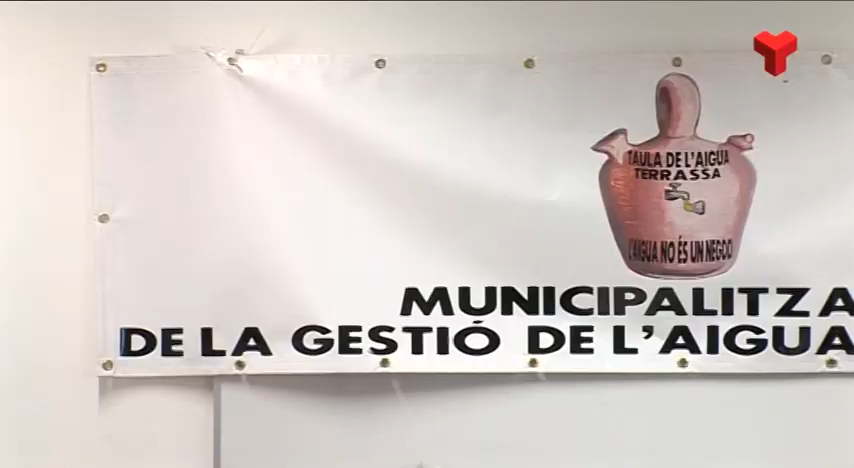 TAULA DE L'AIGUA
TERRASSA
L'AIGUA NO ÉS UN NEGOCI
MUNICIPALITZA
DE LA GESTIÓ DE L'AIGUA